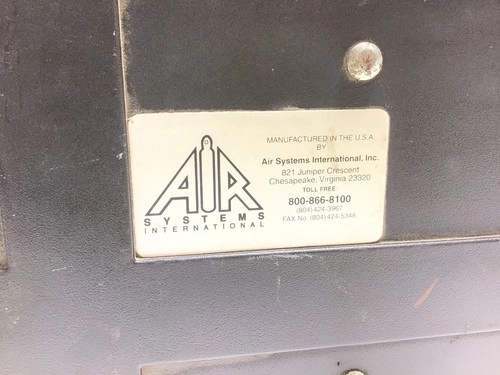 AIR
SYSTEMS
INTERNATIONAL
MANUFACTURED IN THE U.S.A.
BY
Air Systems International, Inc.
821 Juniper Crescent
Chesapeake, Virginia 23320
TOLL FREE:
800-866-8100
(804) 424-3967
FAX No. (804) 424-5348